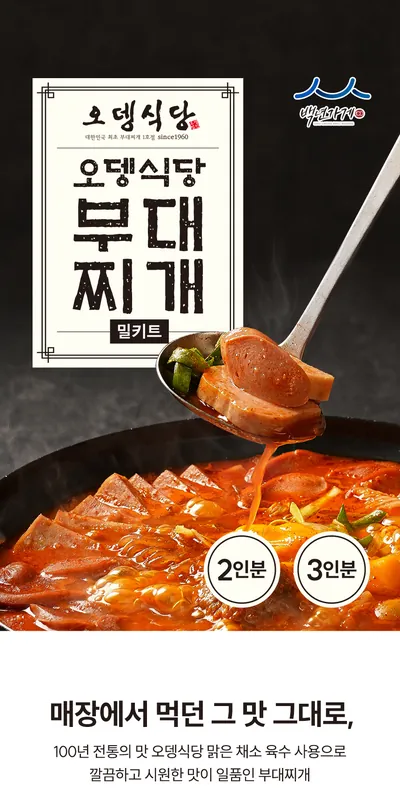 오뎅식당
대한민국 최초 부대찌개 1호점 since1960
백년가게
오뎅식당
부대
찌개
밀키트
2인분
3인분
매장에서 먹던 그 맛 그대로,
100년 전통의 맛 오뎅식당 맑은 채소 육수 사용으로
깔끔하고 시원한 맛이 일품인 부대찌개